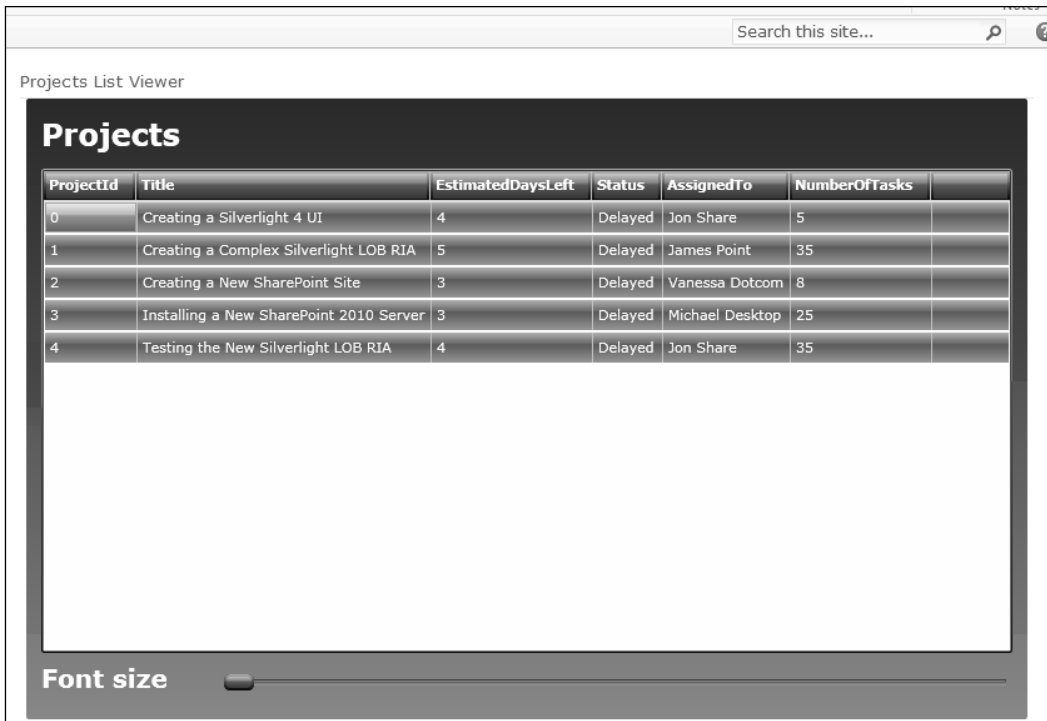 Search this site...
Projects List Viewer
Projects
ProjectId Title EstimatedDaysLeft Status AssignedTo NumberOfTasks
0 Creating a Silverlight 4 UI 4 Delayed Jon Share 5
1 Creating a Complex Silverlight LOB RIA 5 Delayed James Point 35
2 Creating a New SharePoint Site 3 Delayed Vanessa Dotcom 8
3 Installing a New SharePoint 2010 Server 3 Delayed Michael Desktop 25
4 Testing the New Silverlight LOB RIA 4 Delayed Jon Share 35
Font size